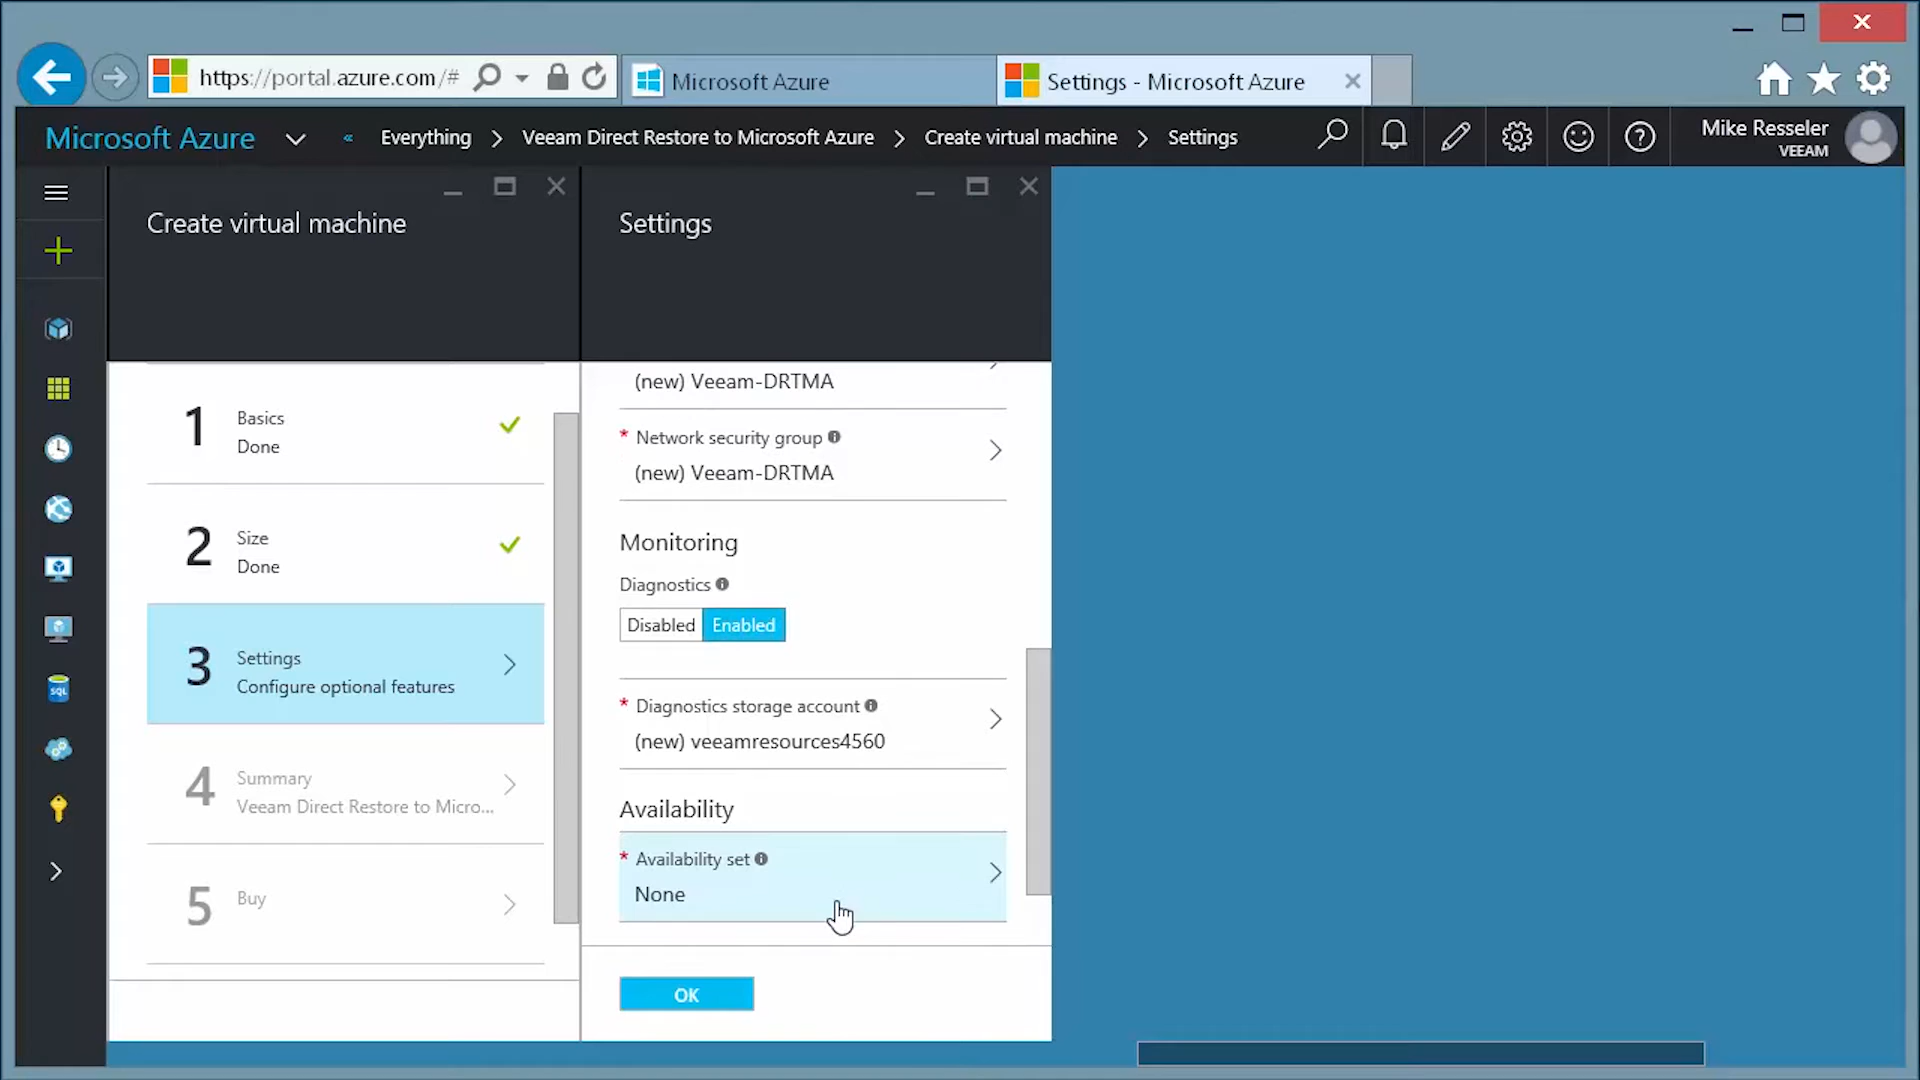 https://portal.azure.com/#
Microsoft Azure
Settings - Microsoft Azure
Microsoft Azure
«
Everything
Veeam Direct Restore to Microsoft Azure
Create virtual machine
Settings
Mike Resseler
VEEAM
Create virtual machine
1
Basics
Done
2
Size
Done
3
Settings
Configure optional features
4
Summary
Veeam Direct Restore to Micro...
5
Buy
SQL
Settings
(new) Veeam-DRTMA
* Network security group
(new) Veeam-DRTMA
Monitoring
Diagnostics
Disabled
Enabled
* Diagnostics storage account
(new) veeamresources4560
Availability
* Availability set
None
OK